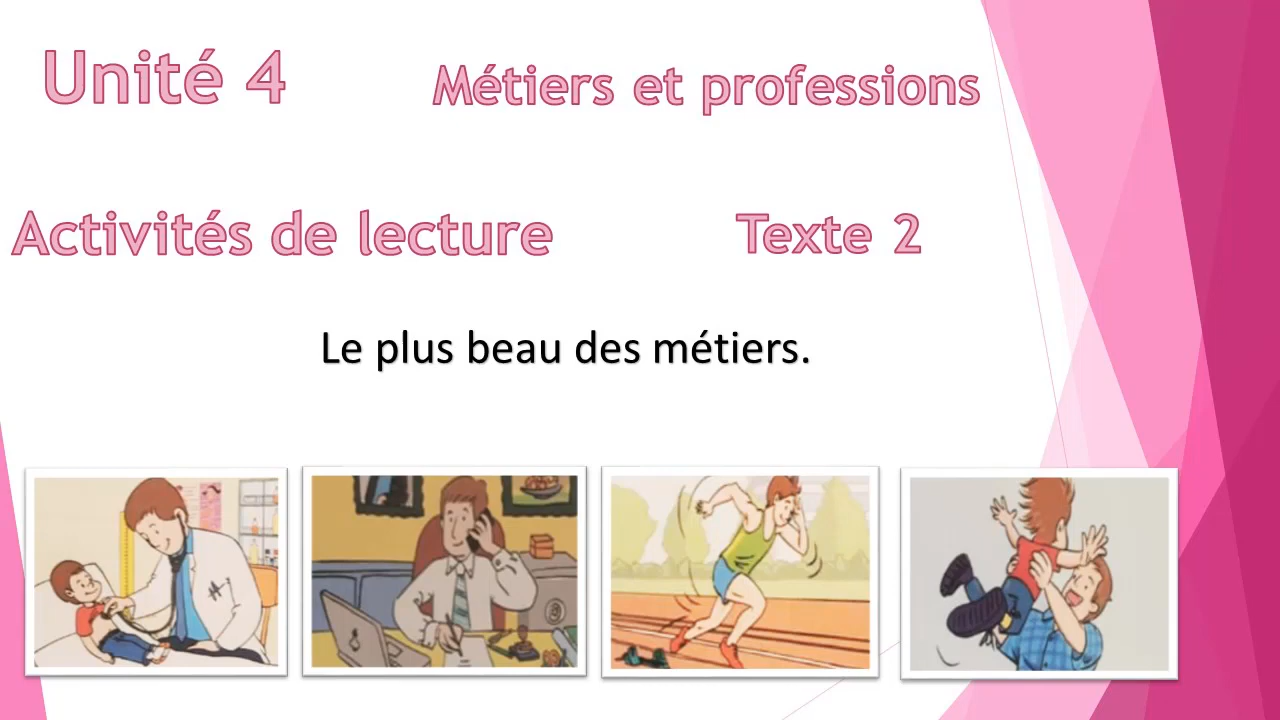 Unité 4
Métiers et professions
Activités de lecture
Texte 2
Le plus beau des métiers.